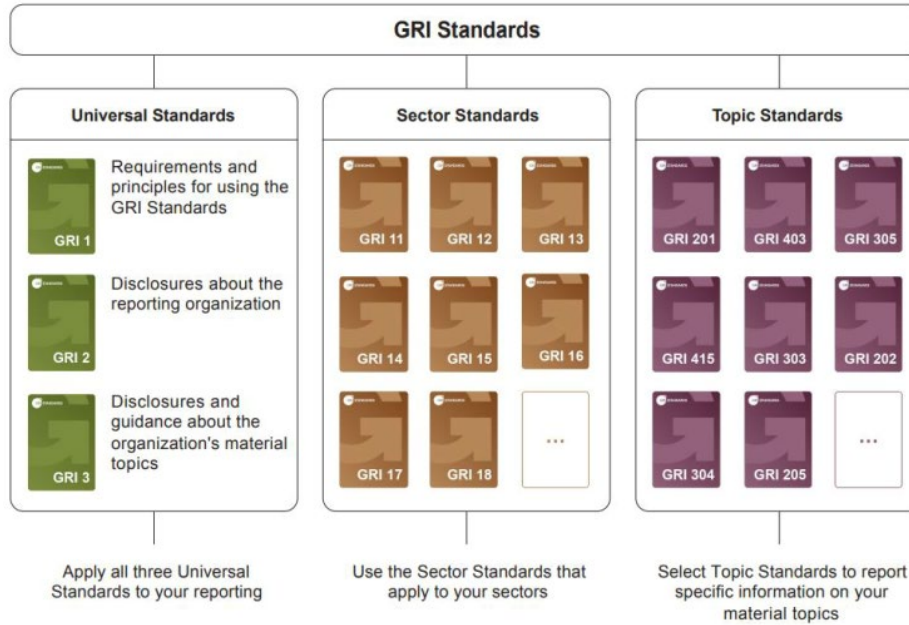 GRI Standards
Universal Standards
GRI 1
Requirements and
principles for using the
GRI Standards
GRI 2
Disclosures about the
reporting organization
GRI 3
Disclosures and
guidance about the
organization's material
topics
Apply all three Universal
Standards to your reporting
Sector Standards
GRI 11
GRI 12
GRI 13
GRI 14
GRI 15
GRI 16
GRI 17
GRI 18
...
Use the Sector Standards that
apply to your sectors
Topic Standards
GRI 201
GRI 403
GRI 305
GRI 415
GRI 303
GRI 202
GRI 304
GRI 205
...
Select Topic Standards to report
specific information on your
material topics